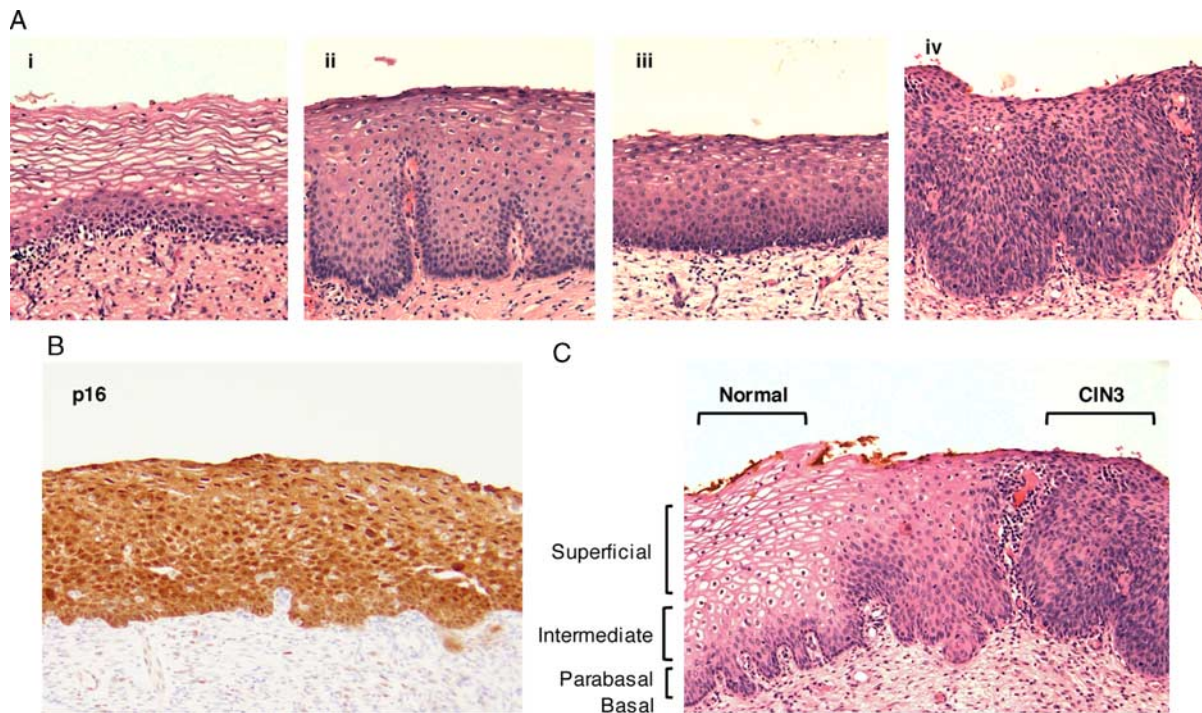 A
i
ii
iii
iv
B
p16
C
Normal
CIN3
Superficial
Intermediate
Parabasal
Basal